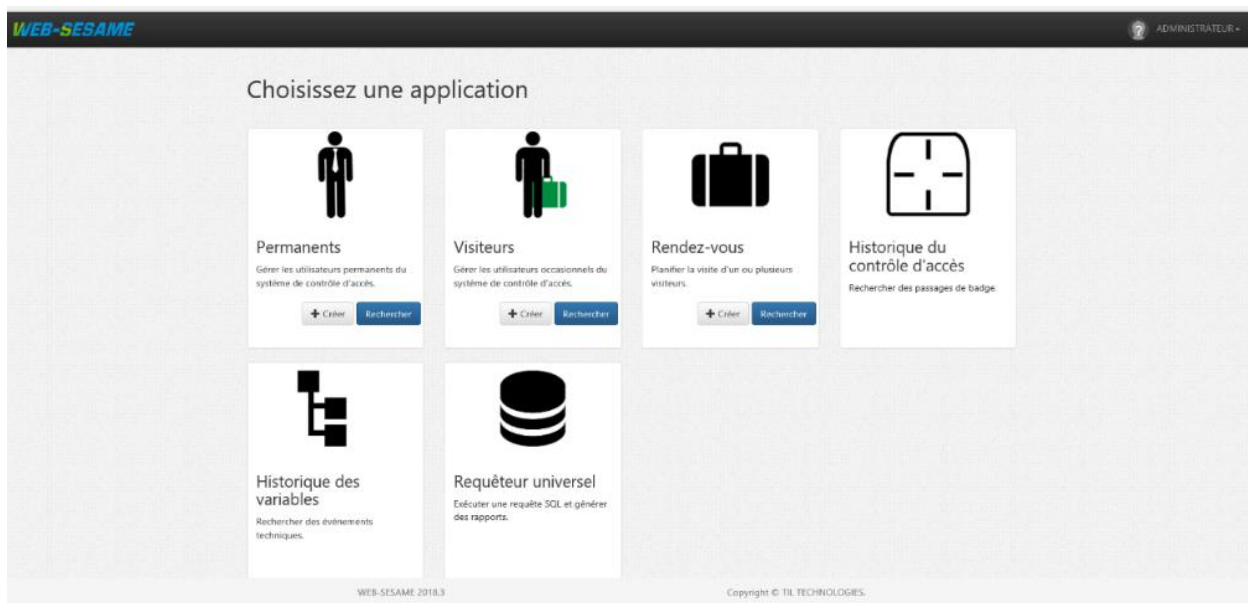 WEB-SESAME
ADMINISTRATEUR
Choisissez une application
Permanents
Gérer les utilisateurs permanents du
système de contrôle d'accès.
Créer Rechercher
Visiteurs
Gérer les utilisateurs occasionnels du
système de contrôle d'accès.
Créer Rechercher
Rendez-vous
Planifier la visite d'un ou plusieurs
visiteurs.
Créer Rechercher
Historique du
contrôle d'accès
Rechercher des passages de badge.
Historique des
variables
Rechercher des événements
techniques.
Requêteur universel
Exécuter une requête SQL et générer
des rapports.
WEB-SESAME 2018.3
Copyright © TIL TECHNOLOGIES.